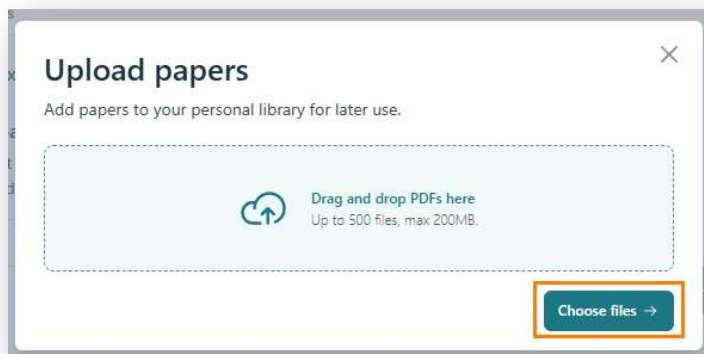 Upload papers
Add papers to your personal library for later use.
Drag and drop PDFs here
Up to 500 files, max 200MB.
Choose files →